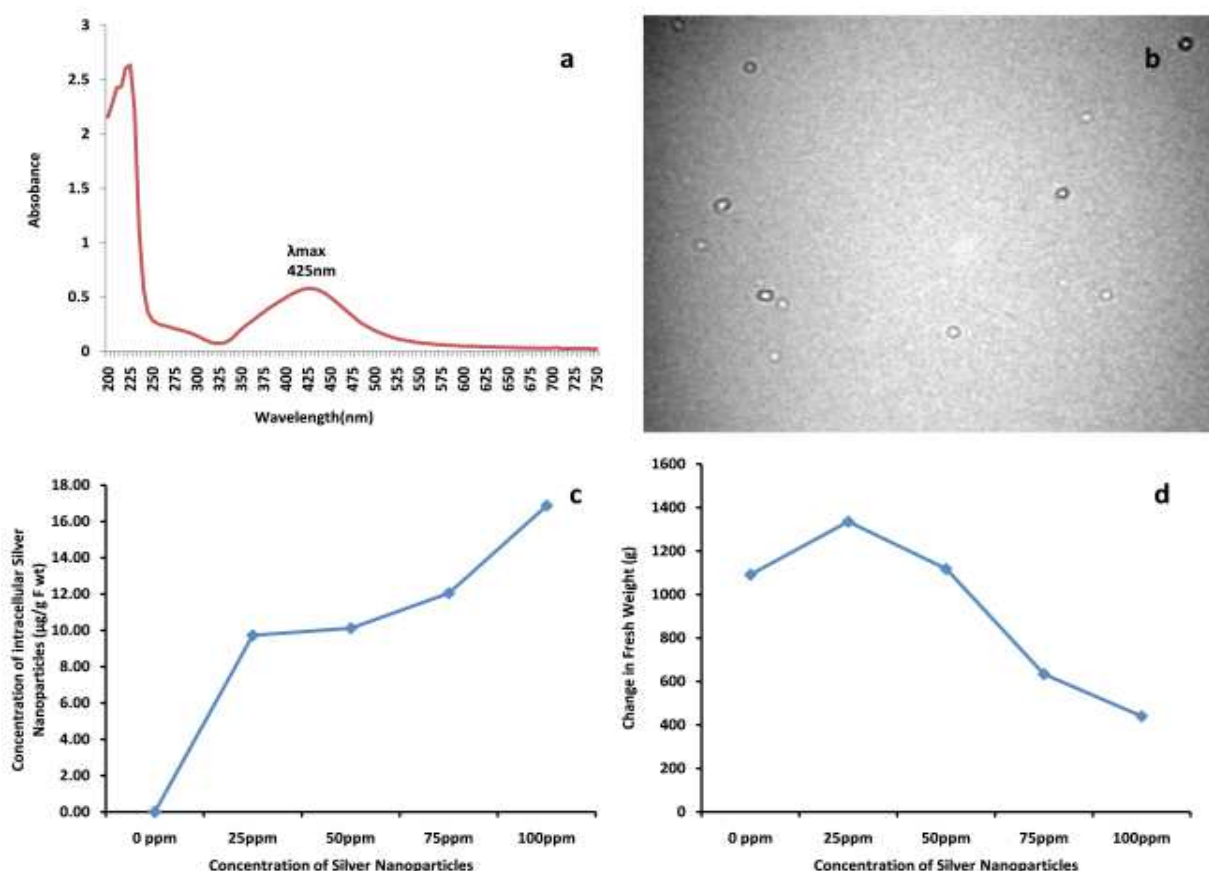 a
3
2.5
2
1.5
1
0.5
0
Absobance
λmax
425nm
200 225 250 275 300 325 350 375 400 425 450 475 500 525 550 575 600 625 650 675 700 725 750
Wavelength(nm)
b
c
18.00
16.00
14.00
12.00
10.00
8.00
6.00
4.00
2.00
0.00
Concentration of Intracellular Silver
Nanoparticles (µg/g F wt)
0 ppm 25ppm 50ppm 75ppm 100ppm
Concentration of Silver Nanoparticles
d
1600
1400
1200
1000
800
600
400
200
0
Change in Fresh Weight (g)
0 ppm 25ppm 50ppm 75ppm 100ppm
Concentration of Silver Nanoparticles